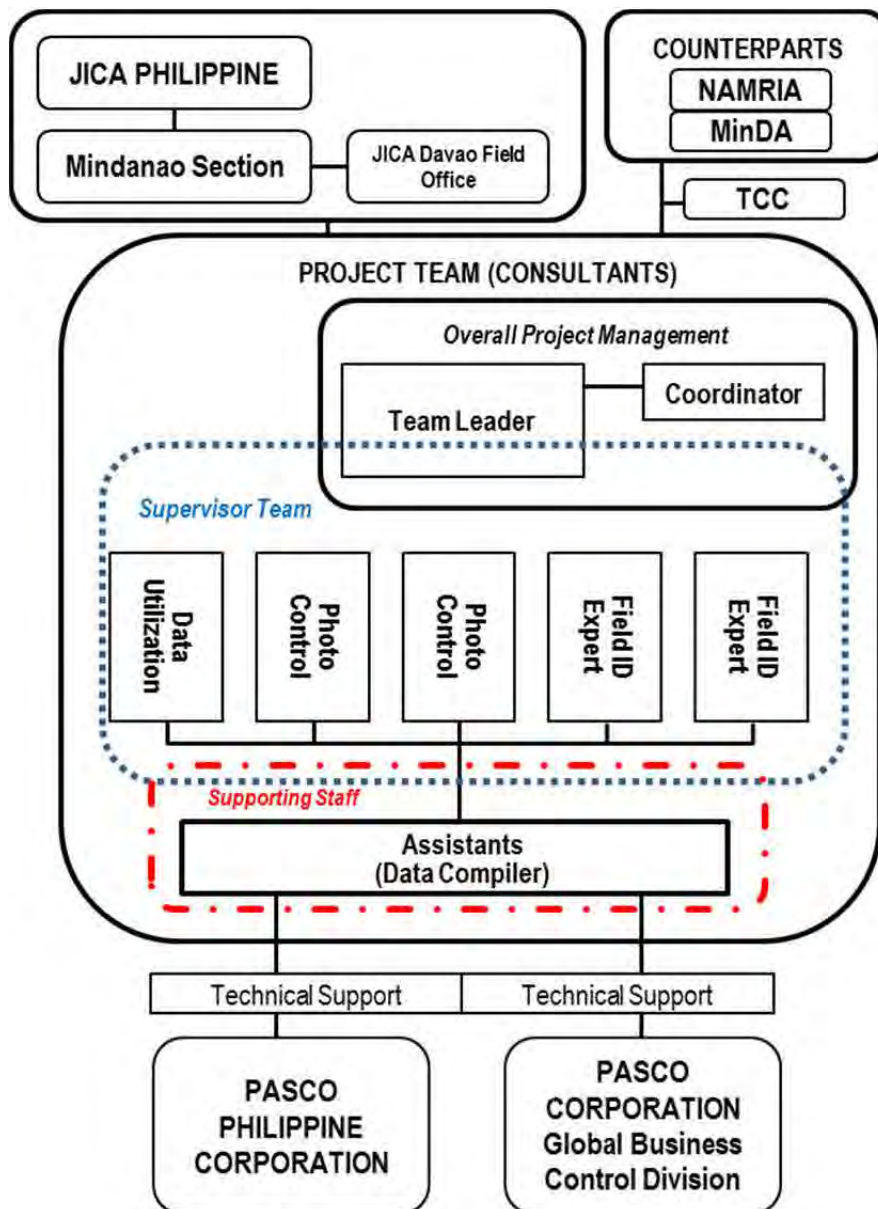 JICA PHILIPPINE
Mindanao Section
JICA Davao Field
Office
COUNTERPARTS
NAMRIA
MinDA
TCC
PROJECT TEAM (CONSULTANTS)
Overall Project Management
Team Leader
Coordinator
Supervisor Team
Data
Utilization
Photo
Control
Photo
Control
Field ID
Expert
Field ID
Expert
Supporting Staff
Assistants
(Data Compiler)
Technical Support
Technical Support
PASCO
PHILIPPINE
CORPORATION
PASCO
CORPORATION
Global Business
Control Division